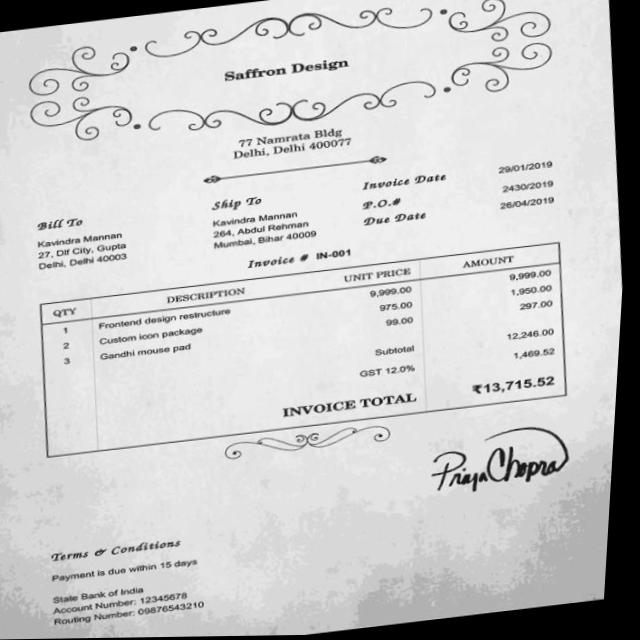 Saffron Design
77 Namrata Bldg
Delhi, Delhi 400077
Bill To
Kavindra Mannan
27, Dlf City, Gupta
Delhi, Delhi 40003
Ship To
Kavindra Mannan
264, Abdul Rehman
Mumbai, Bihar 40009
Invoice Date 29/01/2019
P.O.# 2430/2019
Due Date 26/04/2019
Invoice # IN-001
QTY DESCRIPTION UNIT PRICE AMOUNT
1 Frontend design restructure 9,999.00 9,999.00
2 Custom icon package 975.00 1,950.00
3 Gandhi mouse pad 99.00 297.00
Subtotal 12,246.00
GST 12.0% 1,469.52
INVOICE TOTAL ₹13,715.52
Priya Chopra
Terms & Conditions
Payment is due within 15 days
State Bank of India
Account Number: 12345678
Routing Number: 09876543210